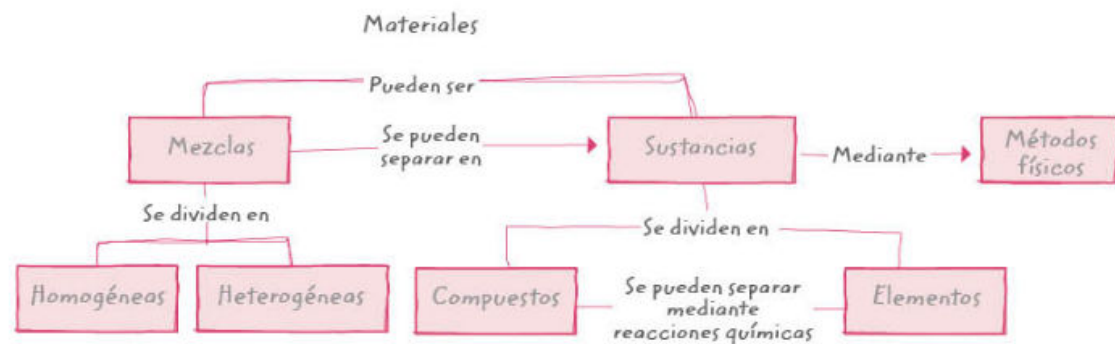 Materiales
Pueden ser
Mezclas
Se pueden
separar en
Sustancias
Mediante
Métodos
físicos
Se dividen en
Se dividen en
Homogéneas
Heterogéneas
Compuestos
Se pueden separar
mediante
reacciones químicas
Elementos